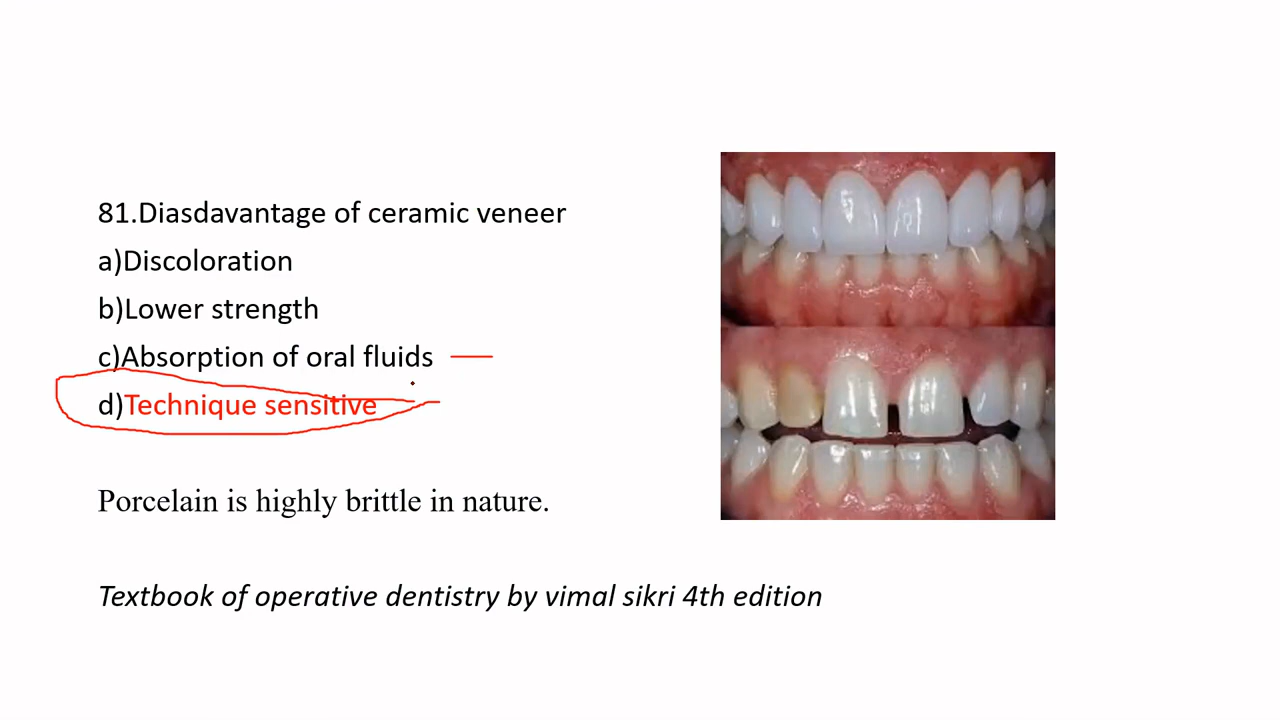 81.Diasdavantage of ceramic veneer
a)Discoloration
b)Lower strength
c)Absorption of oral fluids
d)Technique sensitive
Porcelain is highly brittle in nature.
Textbook of operative dentistry by vimal sikri 4th edition